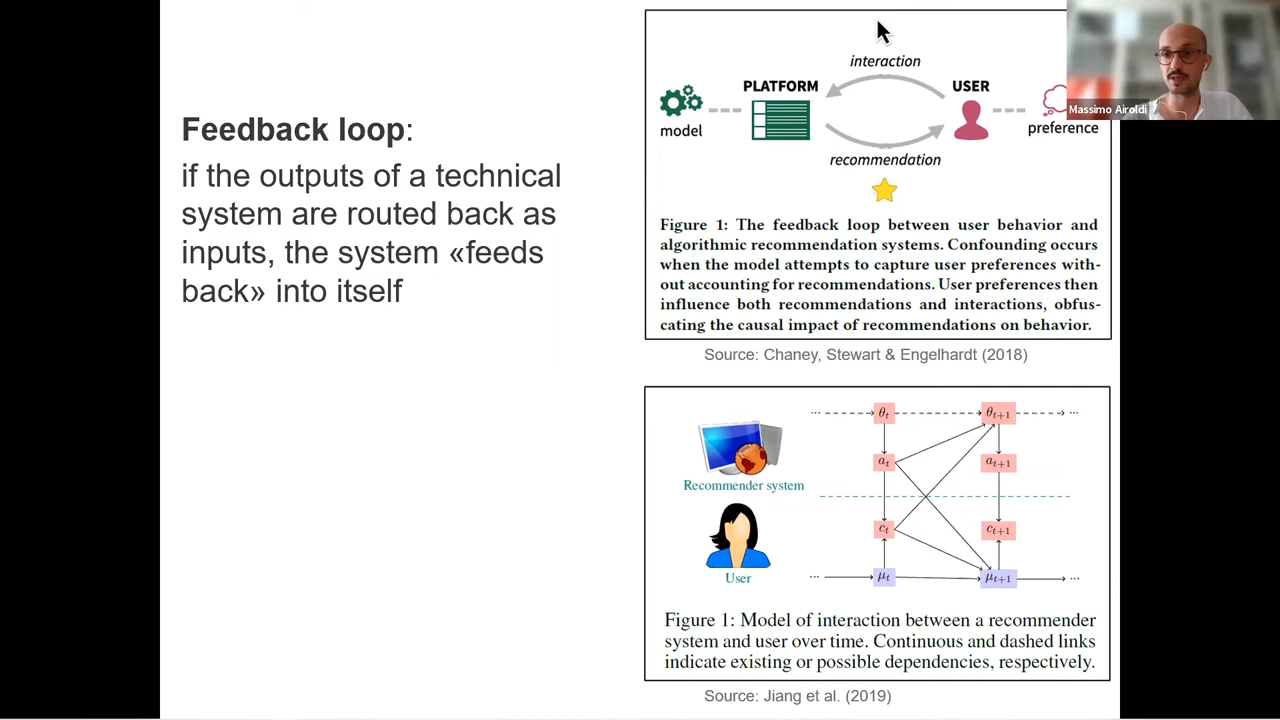 Feedback loop:
if the outputs of a technical
system are routed back as
inputs, the system «feeds
back» into itself
interaction
PLATFORM
USER
model
preference
recommendation
Figure 1: The feedback loop between user behavior and
algorithmic recommendation systems. Confounding occurs
when the model attempts to capture user preferences with-
out accounting for recommendations. User preferences then
influence both recommendations and interactions, obfus-
cating the causal impact of recommendations on behavior.
Source: Chaney, Stewart & Engelhardt (2018)
Massimo Airoldi
... θt θt+1 ...
at at+1
Recommender system
ct ct+1
User
... μt μt+1 ...
Figure 1: Model of interaction between a recommender
system and user over time. Continuous and dashed links
indicate existing or possible dependencies, respectively.
Source: Jiang et al. (2019)